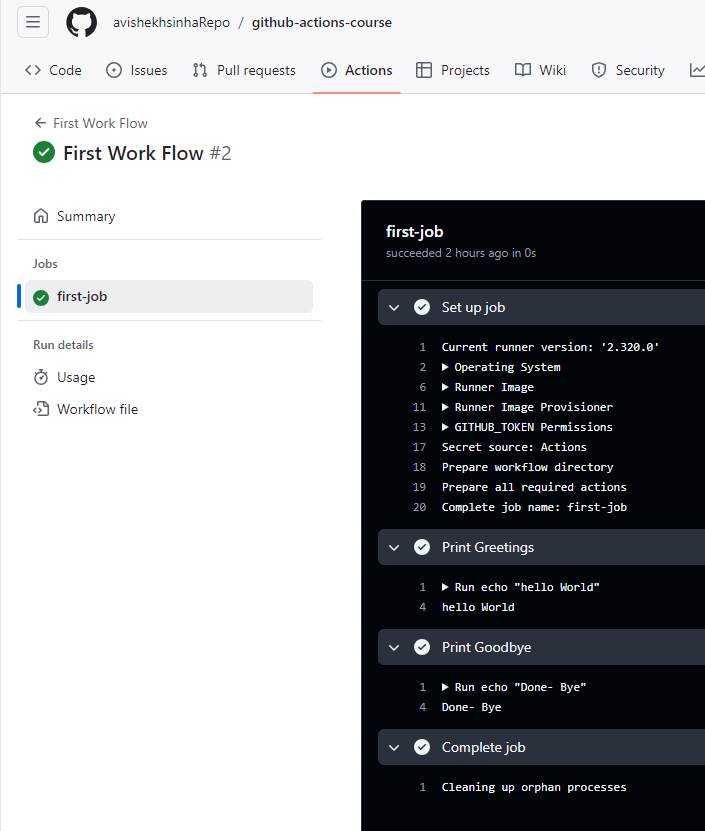 avishekhsinhaRepo / github-actions-course
Code Issues Pull requests Actions Projects Wiki Security
First Work Flow
First Work Flow #2
Summary
Jobs
first-job
Run details
Usage
Workflow file
first-job
succeeded 2 hours ago in 0s
Set up job
1 Current runner version: '2.320.0'
2 Operating System
6 Runner Image
11 Runner Image Provisioner
13 GITHUB_TOKEN Permissions
17 Secret source: Actions
18 Prepare workflow directory
19 Prepare all required actions
20 Complete job name: first-job
Print Greetings
1 Run echo "hello World"
4 hello World
Print Goodbye
1 Run echo "Done- Bye"
4 Done- Bye
Complete job
1 Cleaning up orphan processes